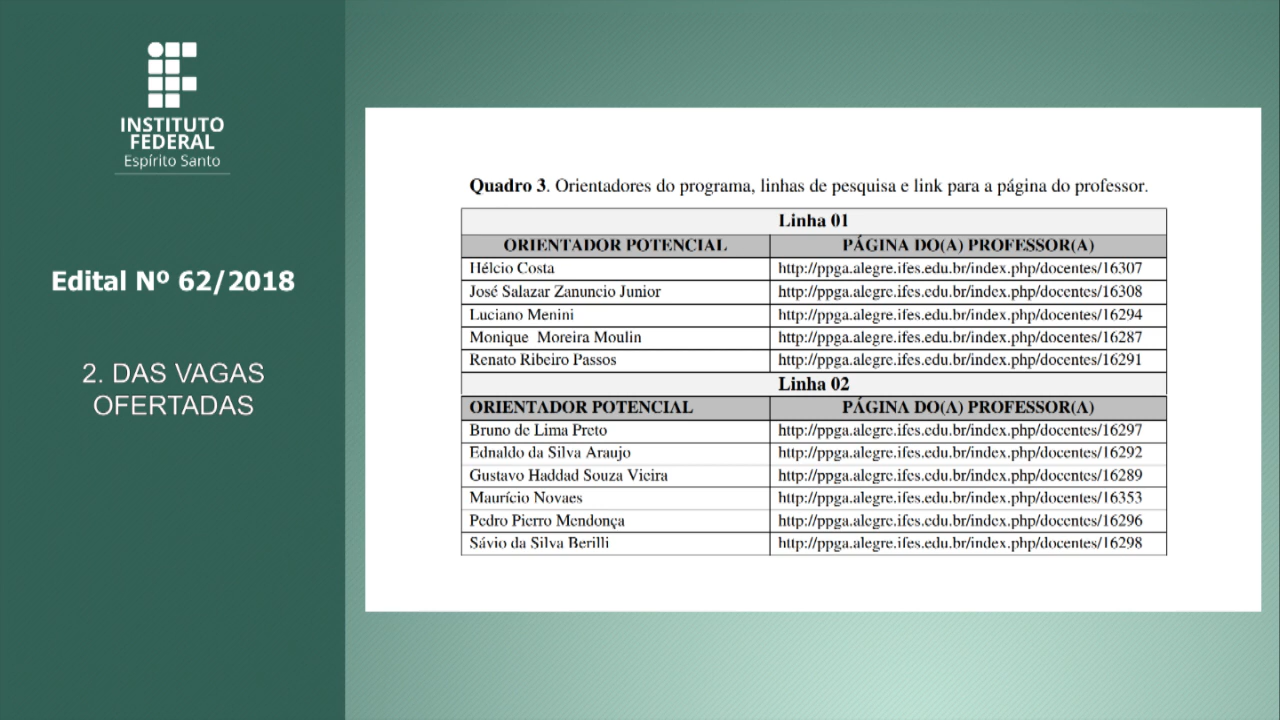 INSTITUTO
FEDERAL
Espírito Santo
Edital Nº 62/2018
2. DAS VAGAS
OFERTADAS
Quadro 3. Orientadores do programa, linhas de pesquisa e link para a página do professor.
Linha 01
ORIENTADOR POTENCIAL PÁGINA DO(A) PROFESSOR(A)
Hélcio Costa http://ppga.alegre.ifes.edu.br/index.php/docentes/16307
José Salazar Zanuncio Junior http://ppga.alegre.ifes.edu.br/index.php/docentes/16308
Luciano Menini http://ppga.alegre.ifes.edu.br/index.php/docentes/16294
Monique Moreira Moulin http://ppga.alegre.ifes.edu.br/index.php/docentes/16287
Renato Ribeiro Passos http://ppga.alegre.ifes.edu.br/index.php/docentes/16291
Linha 02
ORIENTADOR POTENCIAL PÁGINA DO(A) PROFESSOR(A)
Bruno de Lima Preto http://ppga.alegre.ifes.edu.br/index.php/docentes/16297
Ednaldo da Silva Araujo http://ppga.alegre.ifes.edu.br/index.php/docentes/16292
Gustavo Haddad Souza Vieira http://ppga.alegre.ifes.edu.br/index.php/docentes/16289
Maurício Novaes http://ppga.alegre.ifes.edu.br/index.php/docentes/16353
Pedro Pierro Mendonça http://ppga.alegre.ifes.edu.br/index.php/docentes/16296
Sávio da Silva Berilli http://ppga.alegre.ifes.edu.br/index.php/docentes/16298